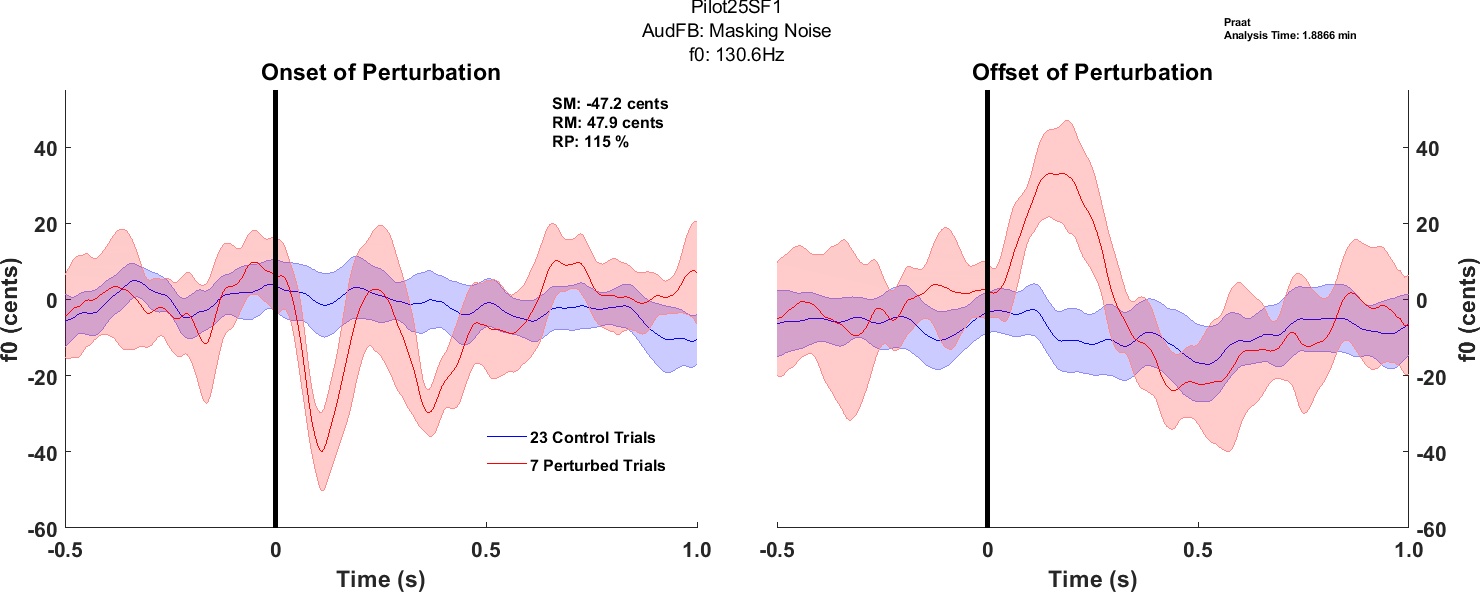 Pilot25SF1
AudFB: Masking Noise
f0: 130.6Hz
Praat
Analysis Time: 1.8866 min
Onset of Perturbation
SM: -47.2 cents
RM: 47.9 cents
RP: 115 %
f0 (cents)
40
20
0
-20
-40
-60
23 Control Trials
7 Perturbed Trials
-0.5 0 0.5 1.0
Time (s)
Offset of Perturbation
40
20
0
-20
-40
-60
f0 (cents)
-0.5 0 0.5 1.0
Time (s)